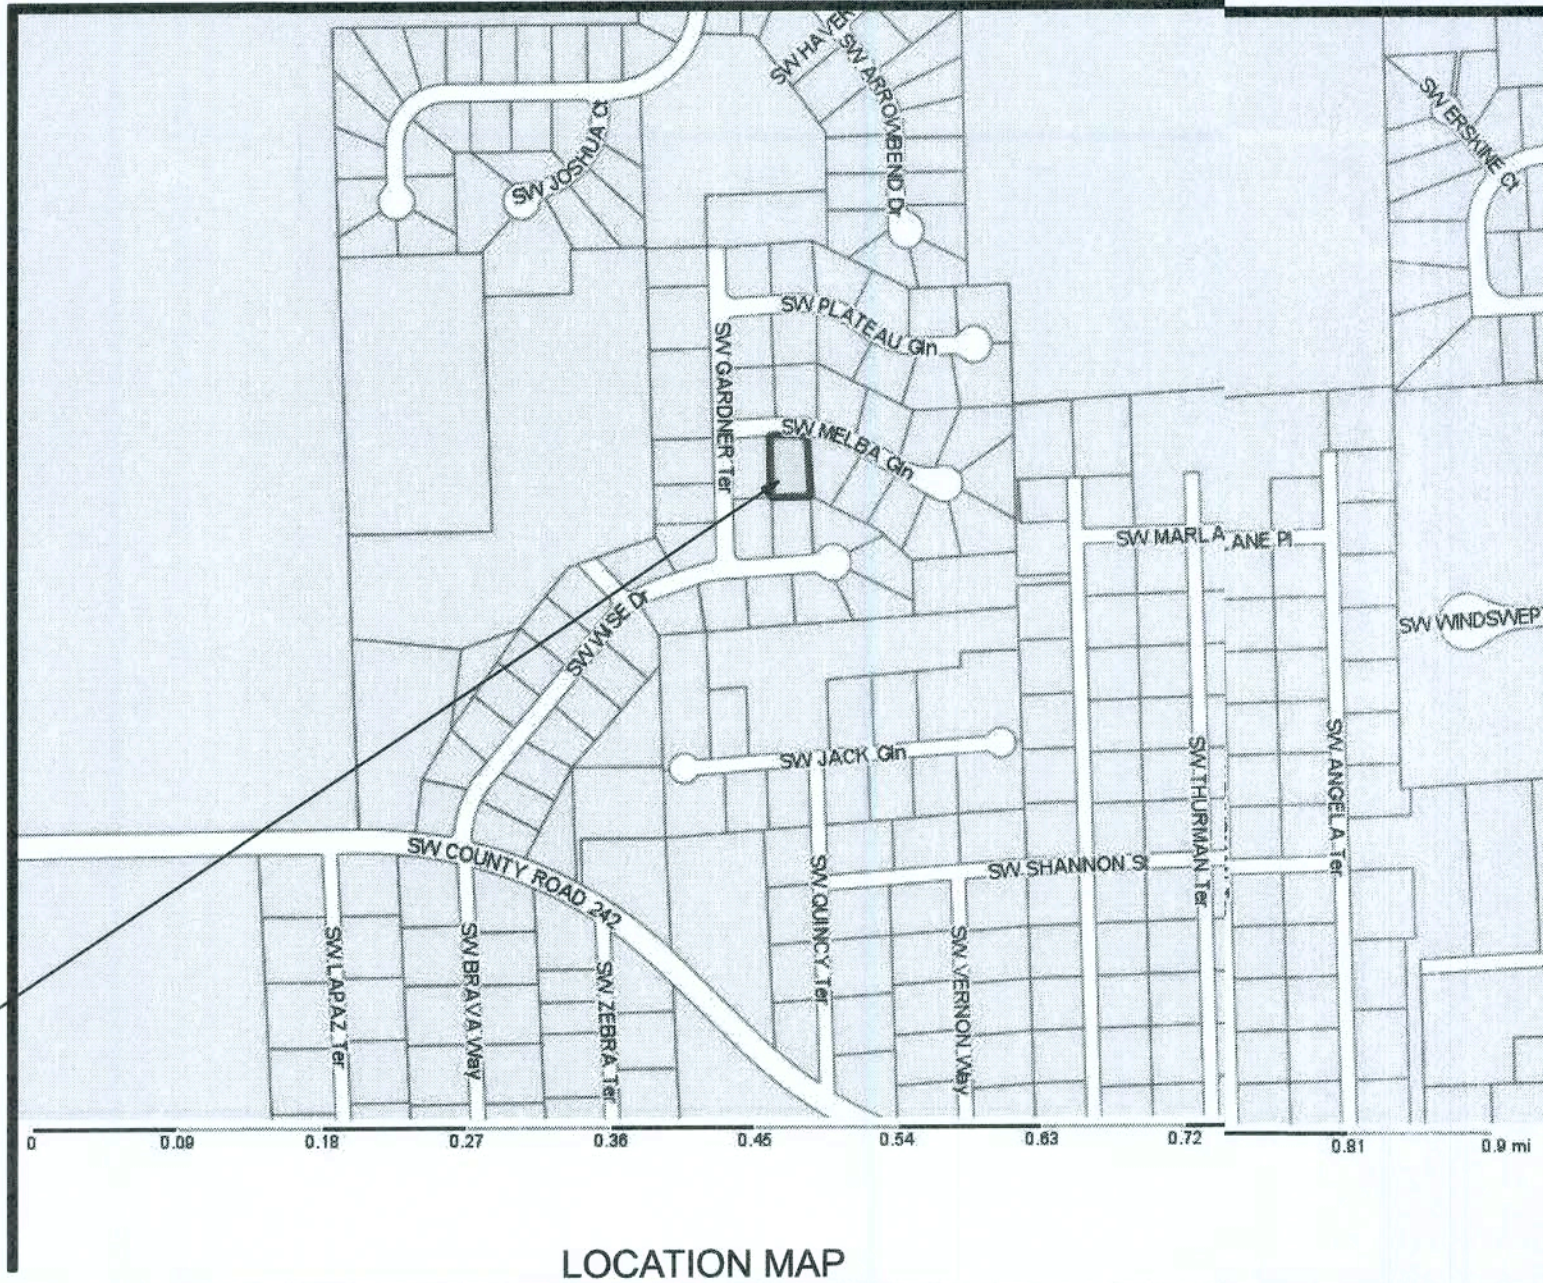 SW HAVEN
SW ARROWBEND Dr
SW ERSKINE Ct
SW JOSHUA Ct
SW PLATEAU Gln
SW GARDNER Ter
SW MELBA Gln
SW MARLA
ANE Pl
SW WISE Dr
SW WINDSWEPT
SW JACK Gln
SW THURMAN Ter
SW ANGELA Ter
SW COUNTY ROAD 242
SW SHANNON St
SW QUINCY Ter
SW LAPAZ Ter
SW BRAVA Way
SW ZEBRA Ter
SW VERNON Way
0 0.09 0.18 0.27 0.36 0.45 0.54 0.63 0.72 0.81 0.9 mi
LOCATION MAP